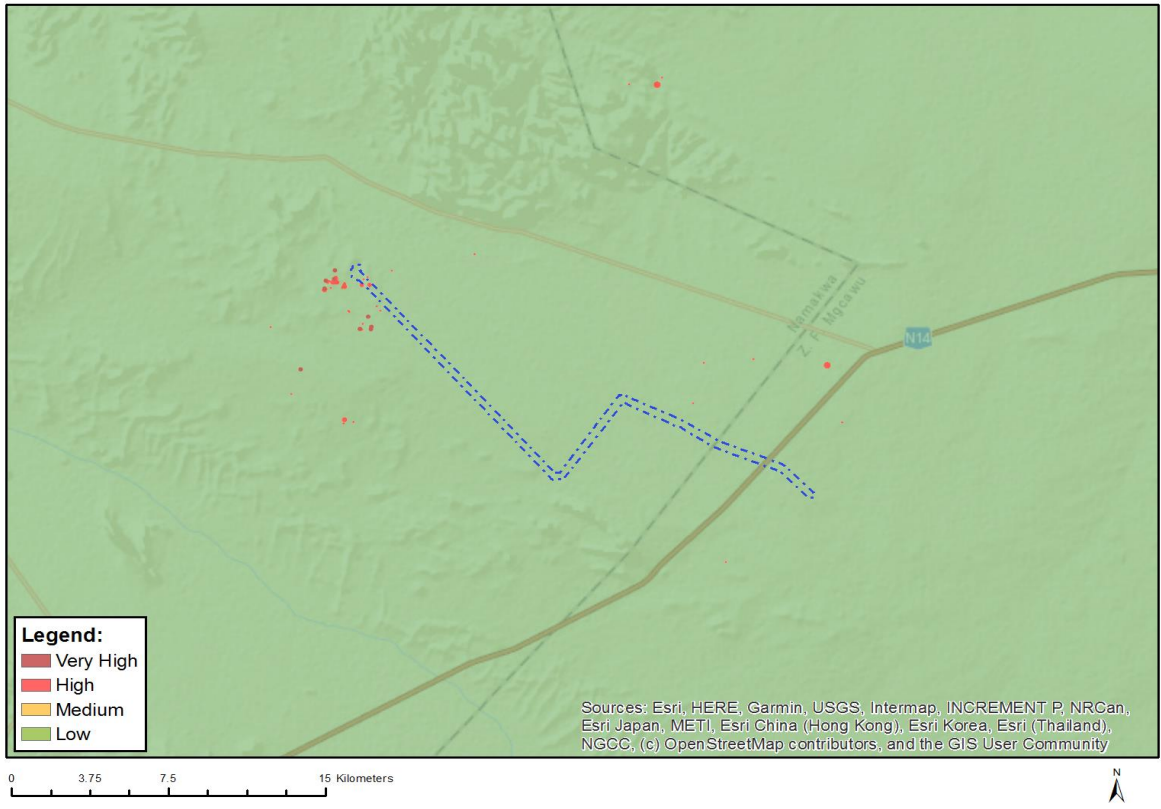 Namakwa
Z. F. Mgcawu
N14
Legend:
Very High
High
Medium
Low
Sources: Esri, HERE, Garmin, USGS, Intermap, INCREMENT P, NRCan,
Esri Japan, METI, Esri China (Hong Kong), Esri Korea, Esri (Thailand),
NGCC, (c) OpenStreetMap contributors, and the GIS User Community
0 3.75 7.5 15 Kilometers
N